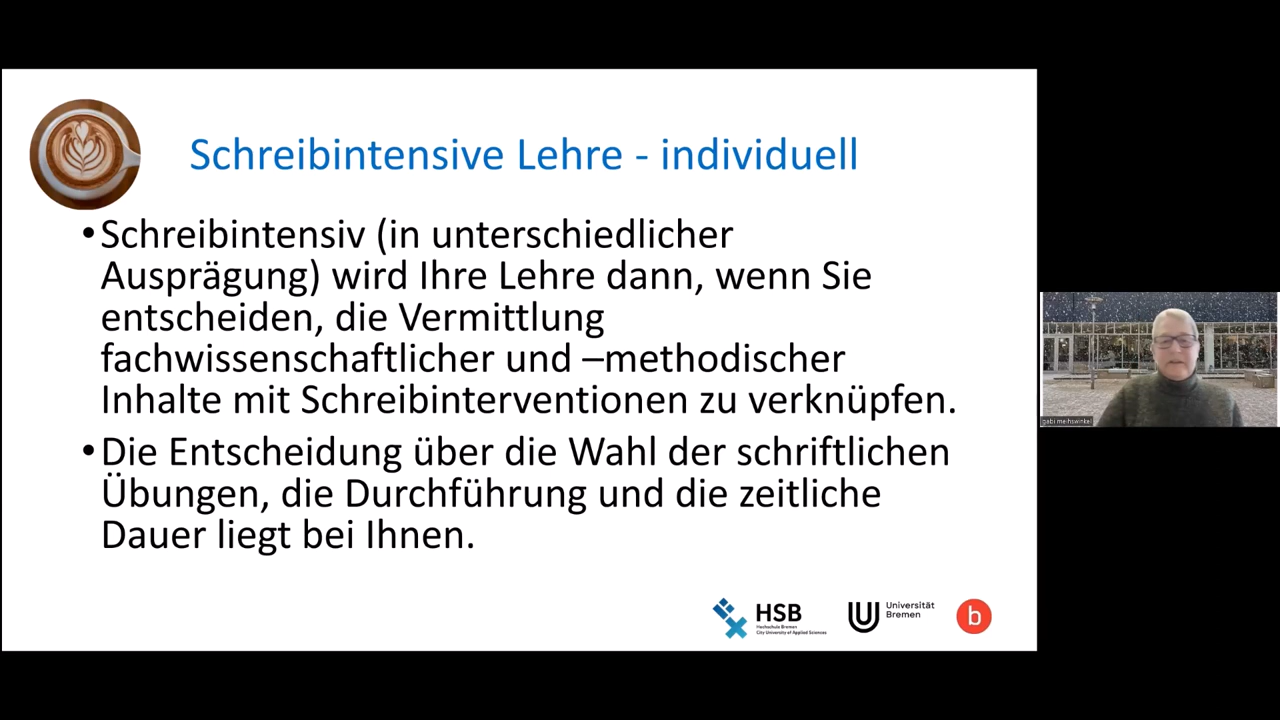 Schreibintensive Lehre - individuell
•Schreibintensiv (in unterschiedlicher
Ausprägung) wird Ihre Lehre dann, wenn Sie
entscheiden, die Vermittlung
fachwissenschaftlicher und –methodischer
Inhalte mit Schreibinterventionen zu verknüpfen.
•Die Entscheidung über die Wahl der schriftlichen
Übungen, die Durchführung und die zeitliche
Dauer liegt bei Ihnen.
gabi meihswinkel
HSB
Hochschule Bremen
City University of Applied Sciences
Universität
Bremen
b